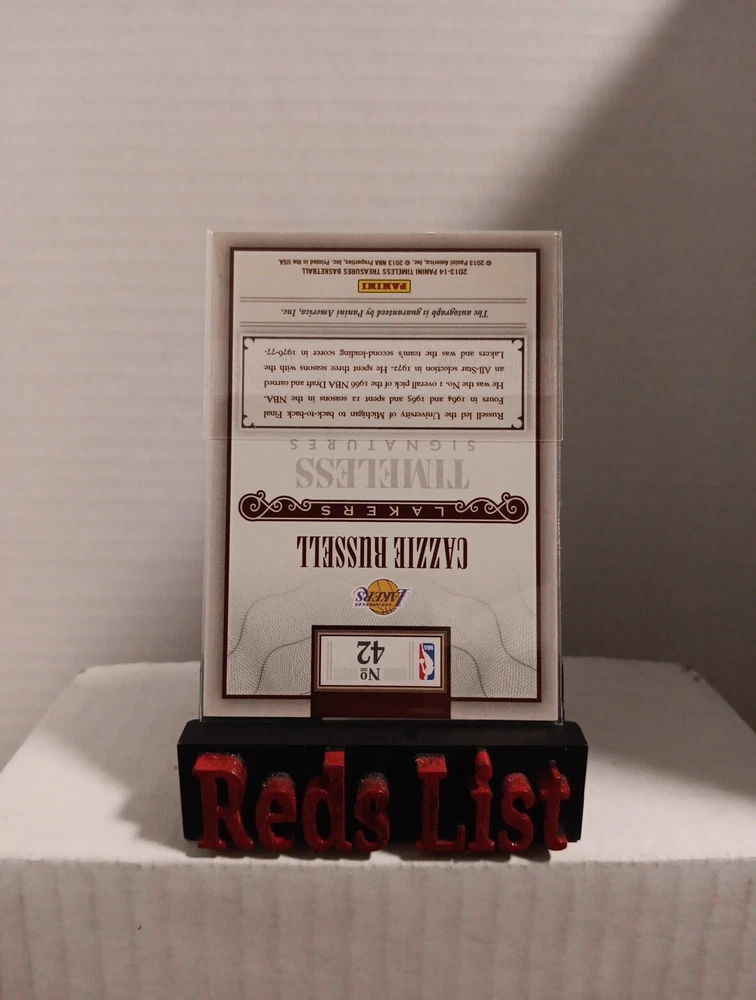 No
42
NBA
LOS ANGELES
LAKERS
CAZZIE RUSSELL
LAKERS
TIMELESS
SIGNATURES
Russell led the University of Michigan to back-to-back Final
Fours in 1964 and 1965 and spent 12 seasons in the NBA.
He was the No. 1 overall pick of the 1966 NBA Draft and earned
an All-Star selection in 1972. He spent three seasons with the
Lakers and was the team's second-leading scorer in 1976-77.
The autograph is guaranteed by Panini America, Inc.
PANINI
2013-14 PANINI TIMELESS TREASURES BASKETBALL
© 2013 Panini America, Inc. © 2013 NBA Properties, Inc. Printed in the USA.
Reds List